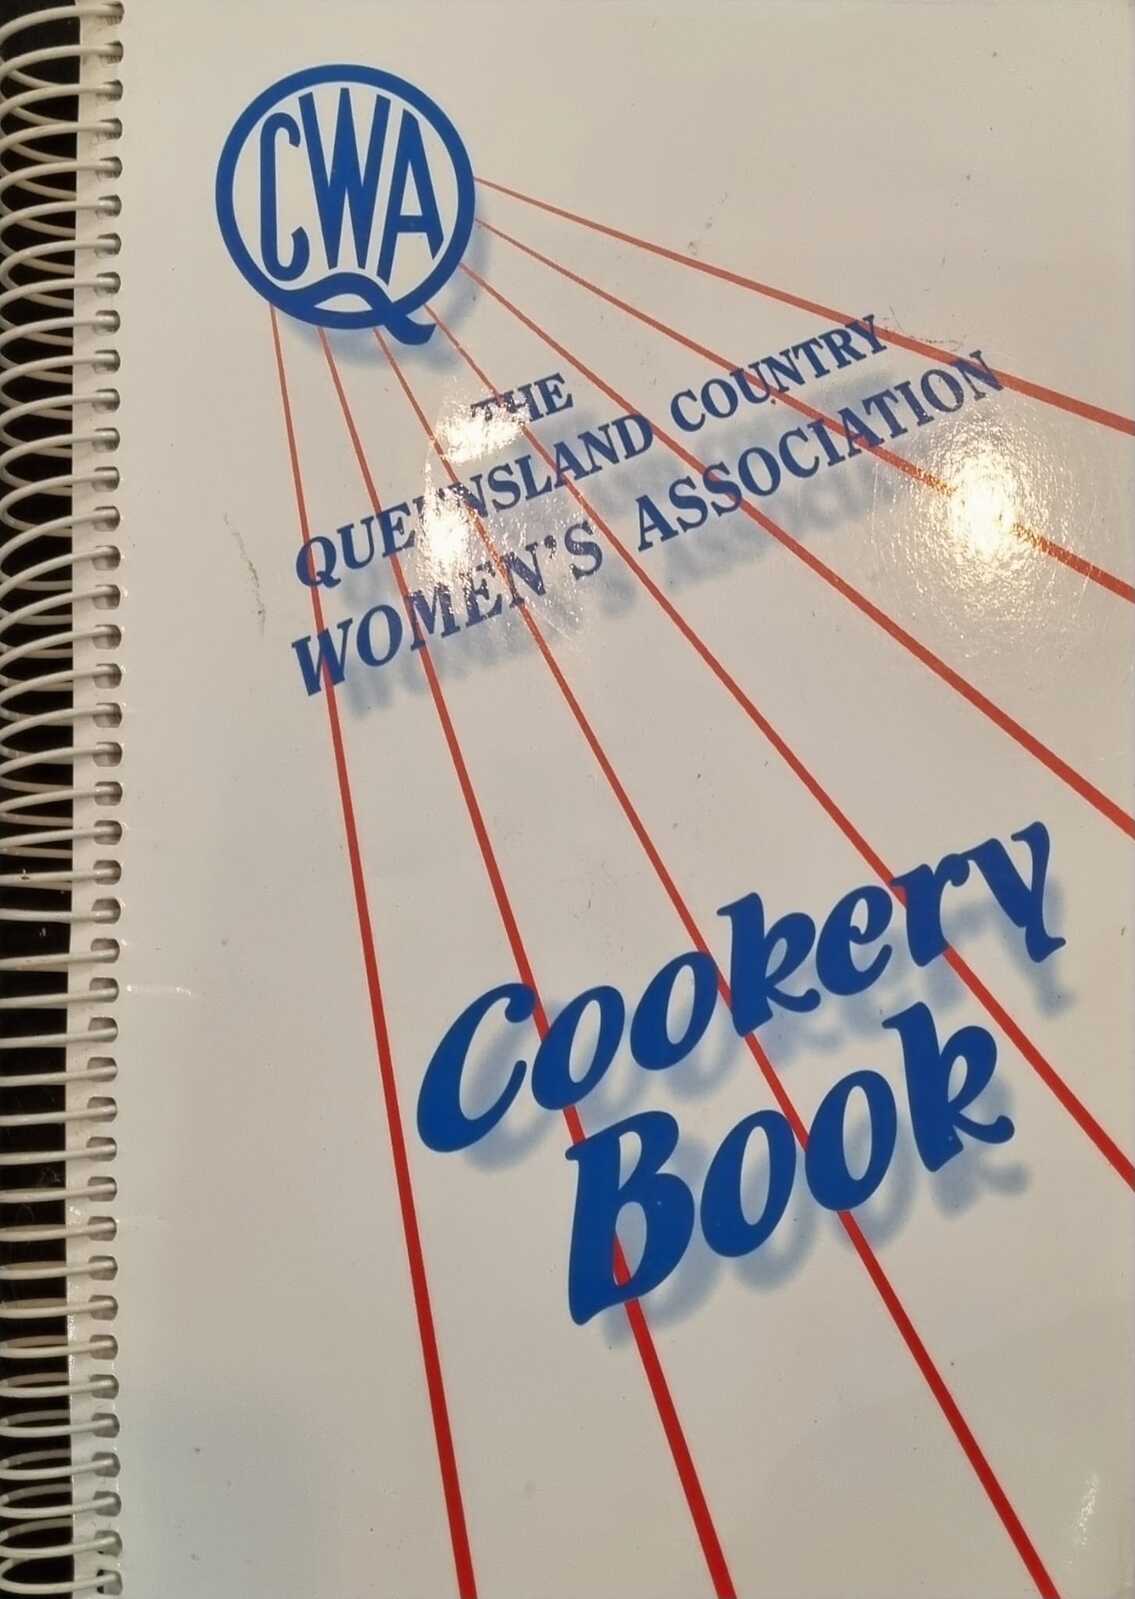 CWA
Q
THE
QUEENSLAND COUNTRY
WOMEN'S ASSOCIATION
Cookery
Book